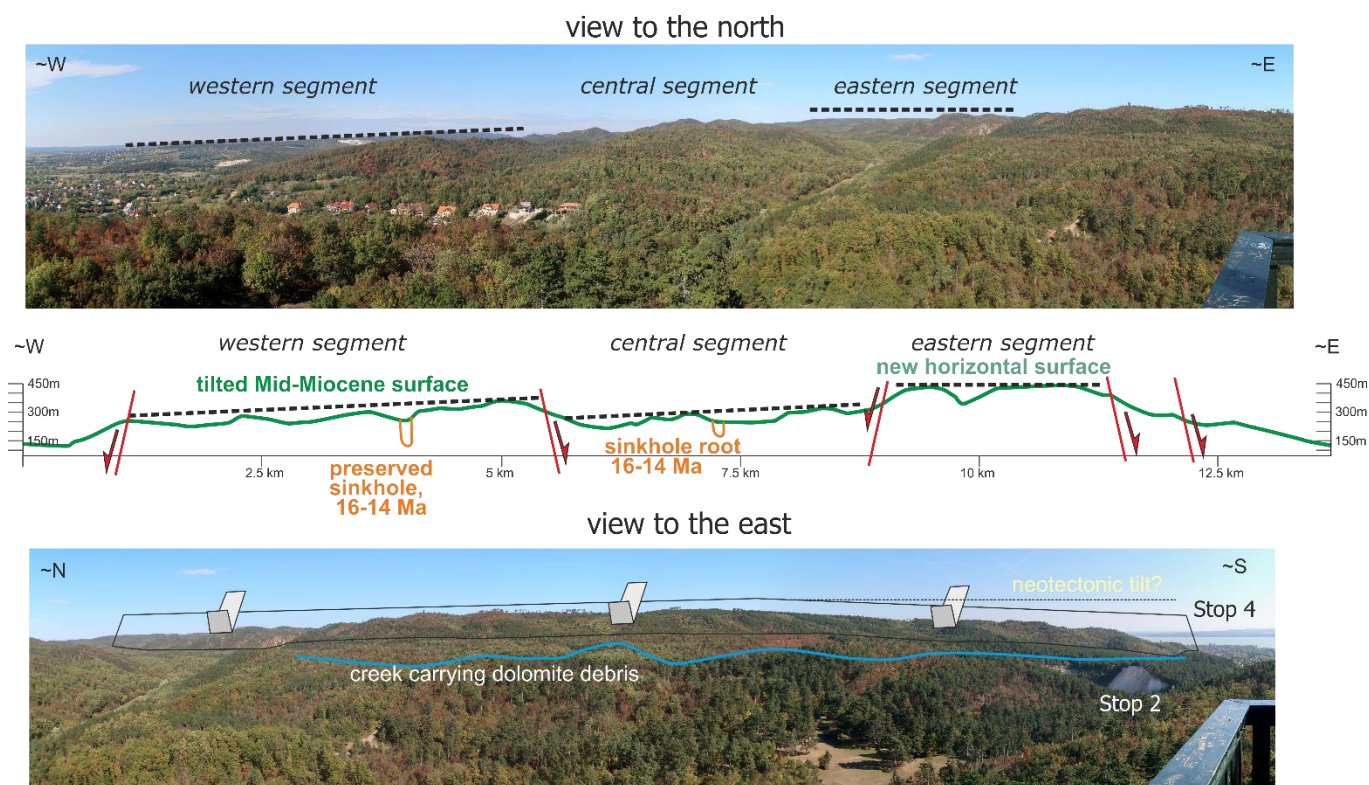 view to the north
~W
~E
western segment
central segment
eastern segment
~W
western segment
central segment
eastern segment
~E
tilted Mid-Miocene surface
new horizontal surface
450m
300m
150m
450m
300m
150m
preserved
sinkhole,
16-14 Ma
sinkhole root
16-14 Ma
2.5 km
5 km
7.5 km
10 km
12.5 km
view to the east
~N
~S
neotectonic tilt?
Stop 4
creek carrying dolomite debris
Stop 2